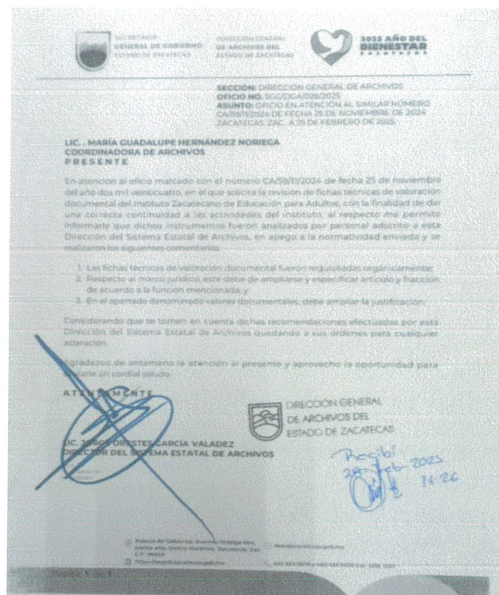 SECRETARÍA
GENERAL DE GOBIERNO
ESTADO DE ZACATECAS
DIRECCIÓN GENERAL
DE ARCHIVOS DEL
ESTADO DE ZACATECAS
2025 AÑO DEL
BIENESTAR
ZACATECAS
SECCIÓN: DIRECCIÓN GENERAL DE ARCHIVOS
OFICIO NO. SGG/DGA/028/2025
ASUNTO: OFICIO EN ATENCIÓN AL SIMILAR NÚMERO
CA/59/11/2024 DE FECHA 25 DE NOVIEMBRE DE 2024
ZACATECAS, ZAC., A 25 DE FEBRERO DE 2025.
LIC. . MARÍA GUADALUPE HERNÁNDEZ NORIEGA
COORDINADORA DE ARCHIVOS
P R E S E N T E
En atención al oficio marcado con el número CA/59/11/2024 de fecha 25 de noviembre
del año dos mil veinticuatro, en el que solicita la revisión de fichas técnicas de valoración
documental del Instituto Zacatecano de Educación para Adultos, con la finalidad de dar
una correcta continuidad a las actividades del instituto, al respecto me permito
informarle que dichos instrumentos fueron analizados por personal adscrito a esta
Dirección del Sistema Estatal de Archivos, en apego a la normatividad enviada y se
realizaron los siguientes comentarios.
1. Las fichas técnicas de valoración documental fueron requisitadas orgánicamente;
2. Respecto al marco jurídico, este debe de ampliarse y especificar artículo y fracción
de acuerdo a la función mencionada; y
3. En el apartado denominado valores documentales, debe ampliar la justificación;
Considerando que se tomen en cuenta dichas recomendaciones efectuadas por esta
Dirección del Sistema Estatal de Archivos quedando a sus ordenes para cualquier
aclaración.
Agradezco de antemano la atención al presente y aprovecho la oportunidad para
enviarle un cordial saludo.
A T E N T A M E N T E
DIRECCIÓN GENERAL
DE ARCHIVOS DEL
ESTADO DE ZACATECAS
LIC. JORGE ORESTES GARCÍA VALADEZ
DIRECTOR DEL SISTEMA ESTATAL DE ARCHIVOS
Recibí
Feb. 2025
14:26
Palacio de Gobierno, Avenida Hidalgo